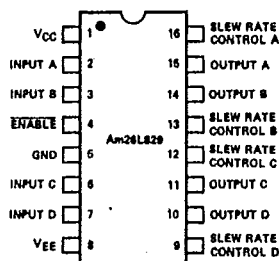 VCC 1 16 SLEW RATE CONTROL A
INPUT A 2 15 OUTPUT A
INPUT B 3 14 OUTPUT B
ENABLE 4 13 SLEW RATE CONTROL B
Am26LS29
GND 5 12 SLEW RATE CONTROL C
INPUT C 6 11 OUTPUT C
INPUT D 7 10 OUTPUT D
VEE 8 9 SLEW RATE CONTROL D